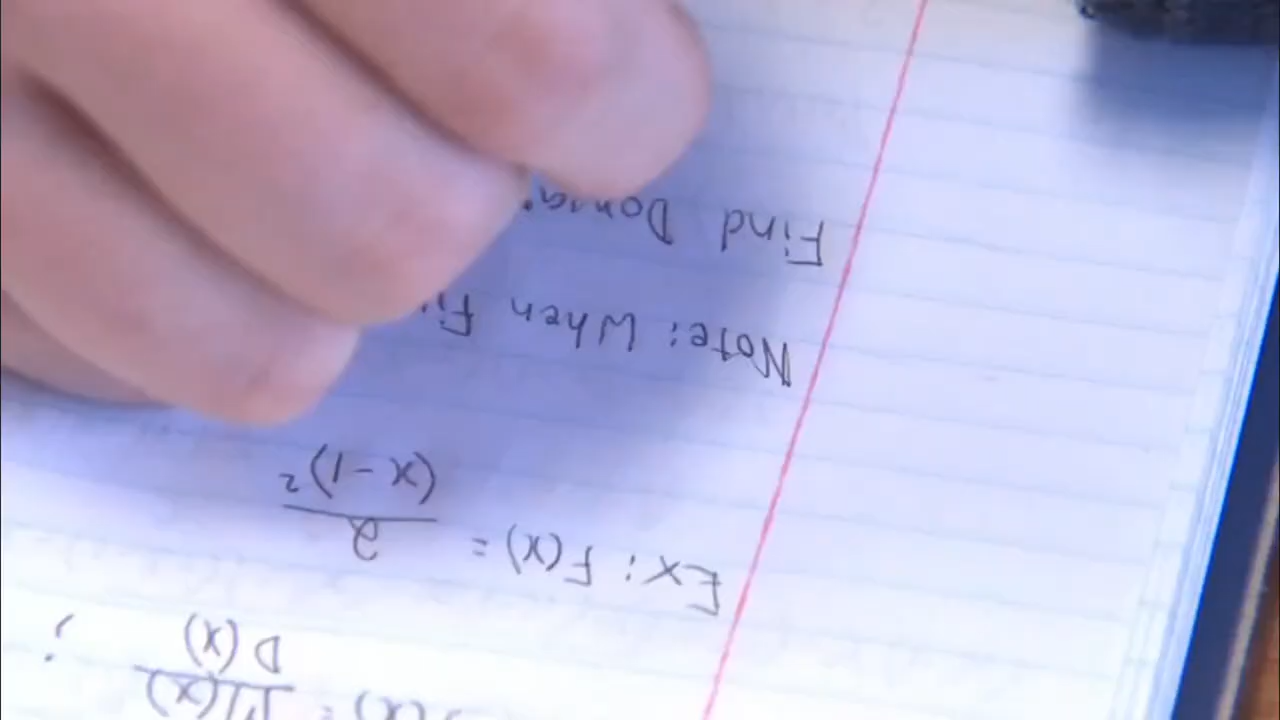 f(x) = N(x) / D(x) ;
Ex: F(x) = 2 / (x-1)²
Note: When
Find